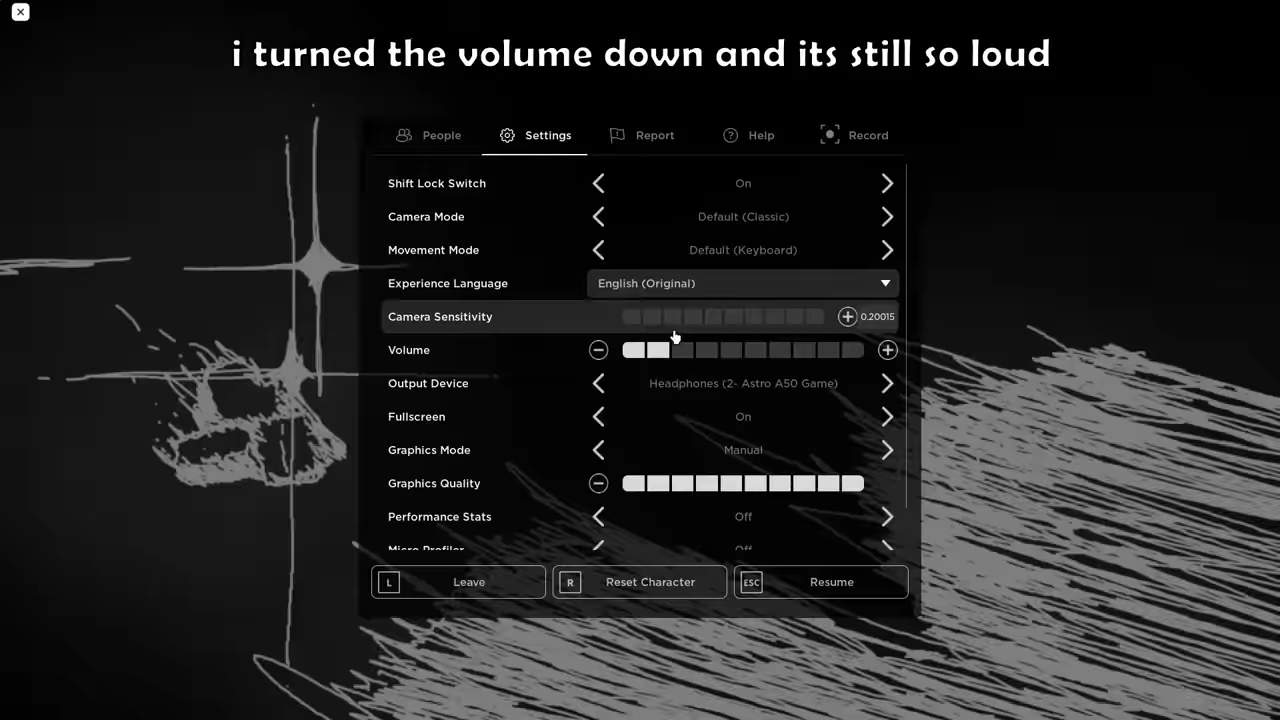 i turned the volume down and its still so loud
People Settings Report Help Record
Shift Lock Switch On
Camera Mode Default (Classic)
Movement Mode Default (Keyboard)
Experience Language English (Original)
Camera Sensitivity 0.20015
Volume
Output Device Headphones (2- Astro A50 Game)
Fullscreen On
Graphics Mode Manual
Graphics Quality
Performance Stats Off
Micro Profiler Off
L Leave R Reset Character ESC Resume